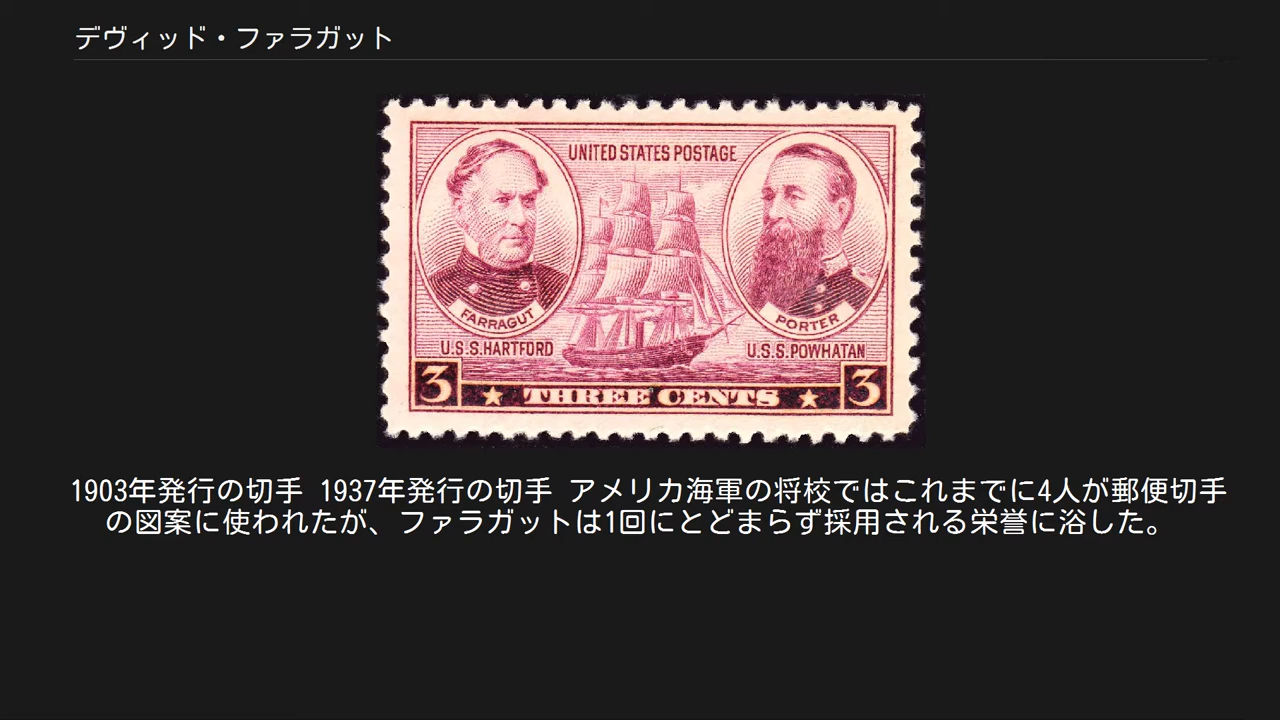 デヴィッド・ファラガット
UNITED STATES POSTAGE
FARRAGUT
PORTER
U.S.S.HARTFORD
U.S.S.POWHATAN
3
THREE CENTS
3
1903年発行の切手 1937年発行の切手 アメリカ海軍の将校ではこれまでに4人が郵便切手
の図案に使われたが、ファラガットは1回にとどまらず採用される栄誉に浴した。